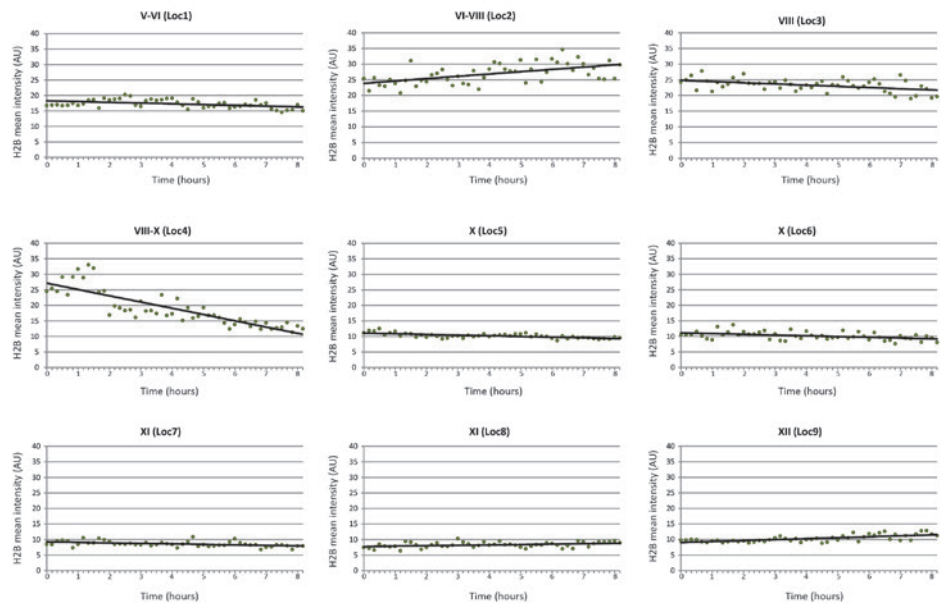 V-VI (Loc1)
H2B mean intensity (AU)
40
35
30
25
20
15
10
5
0
0 1 2 3 4 5 6 7 8
Time (hours)
VI-VIII (Loc2)
H2B mean intensity (AU)
40
35
30
25
20
15
10
5
0
0 1 2 3 4 5 6 7 8
Time (hours)
VIII (Loc3)
H2B mean intensity (AU)
40
35
30
25
20
15
10
5
0
0 1 2 3 4 5 6 7 8
Time (hours)
VIII-X (Loc4)
H2B mean intensity (AU)
40
35
30
25
20
15
10
5
0
0 1 2 3 4 5 6 7 8
Time (hours)
X (Loc5)
H2B mean intensity (AU)
40
35
30
25
20
15
10
5
0
0 1 2 3 4 5 6 7 8
Time (hours)
X (Loc6)
H2B mean intensity (AU)
40
35
30
25
20
15
10
5
0
0 1 2 3 4 5 6 7 8
Time (hours)
XI (Loc7)
H2B mean intensity (AU)
40
35
30
25
20
15
10
5
0
0 1 2 3 4 5 6 7 8
Time (hours)
XI (Loc8)
H2B mean intensity (AU)
40
35
30
25
20
15
10
5
0
0 1 2 3 4 5 6 7 8
Time (hours)
XII (Loc9)
H2B mean intensity (AU)
40
35
30
25
20
15
10
5
0
0 1 2 3 4 5 6 7 8
Time (hours)